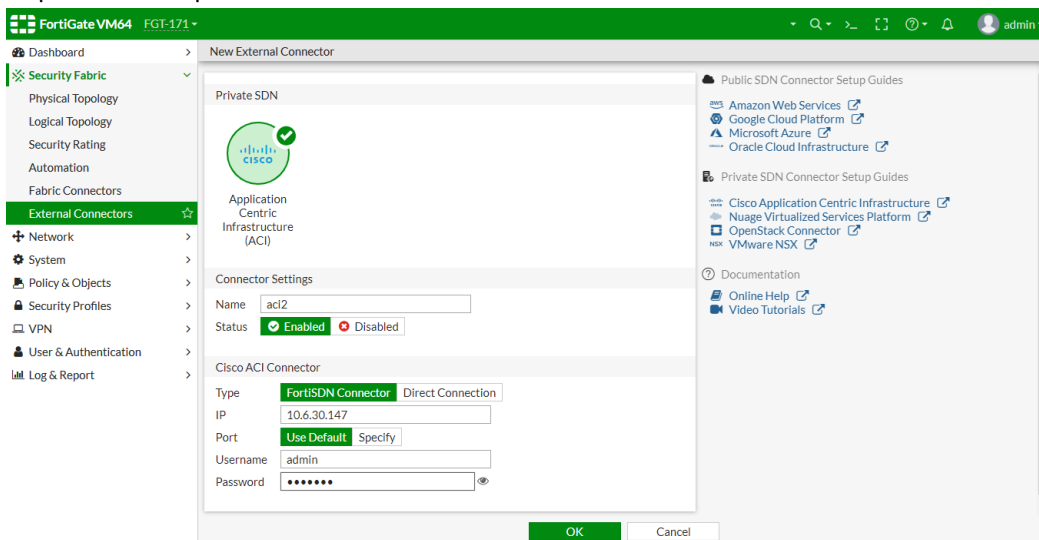 FortiGate VM64 FGT-171
admin
Dashboard
Security Fabric
Physical Topology
Logical Topology
Security Rating
Automation
Fabric Connectors
External Connectors
Network
System
Policy & Objects
Security Profiles
VPN
User & Authentication
Log & Report
New External Connector
Private SDN
CISCO
Application
Centric
Infrastructure
(ACI)
Connector Settings
Name aci2
Status Enabled Disabled
Cisco ACI Connector
Type FortiSDN Connector Direct Connection
IP 10.6.30.147
Port Use Default Specify
Username admin
Password •••••••
OK Cancel
Public SDN Connector Setup Guides
aws Amazon Web Services
Google Cloud Platform
Microsoft Azure
Oracle Cloud Infrastructure
Private SDN Connector Setup Guides
Cisco Application Centric Infrastructure
Nuage Virtualized Services Platform
OpenStack Connector
NSX VMware NSX
Documentation
Online Help
Video Tutorials